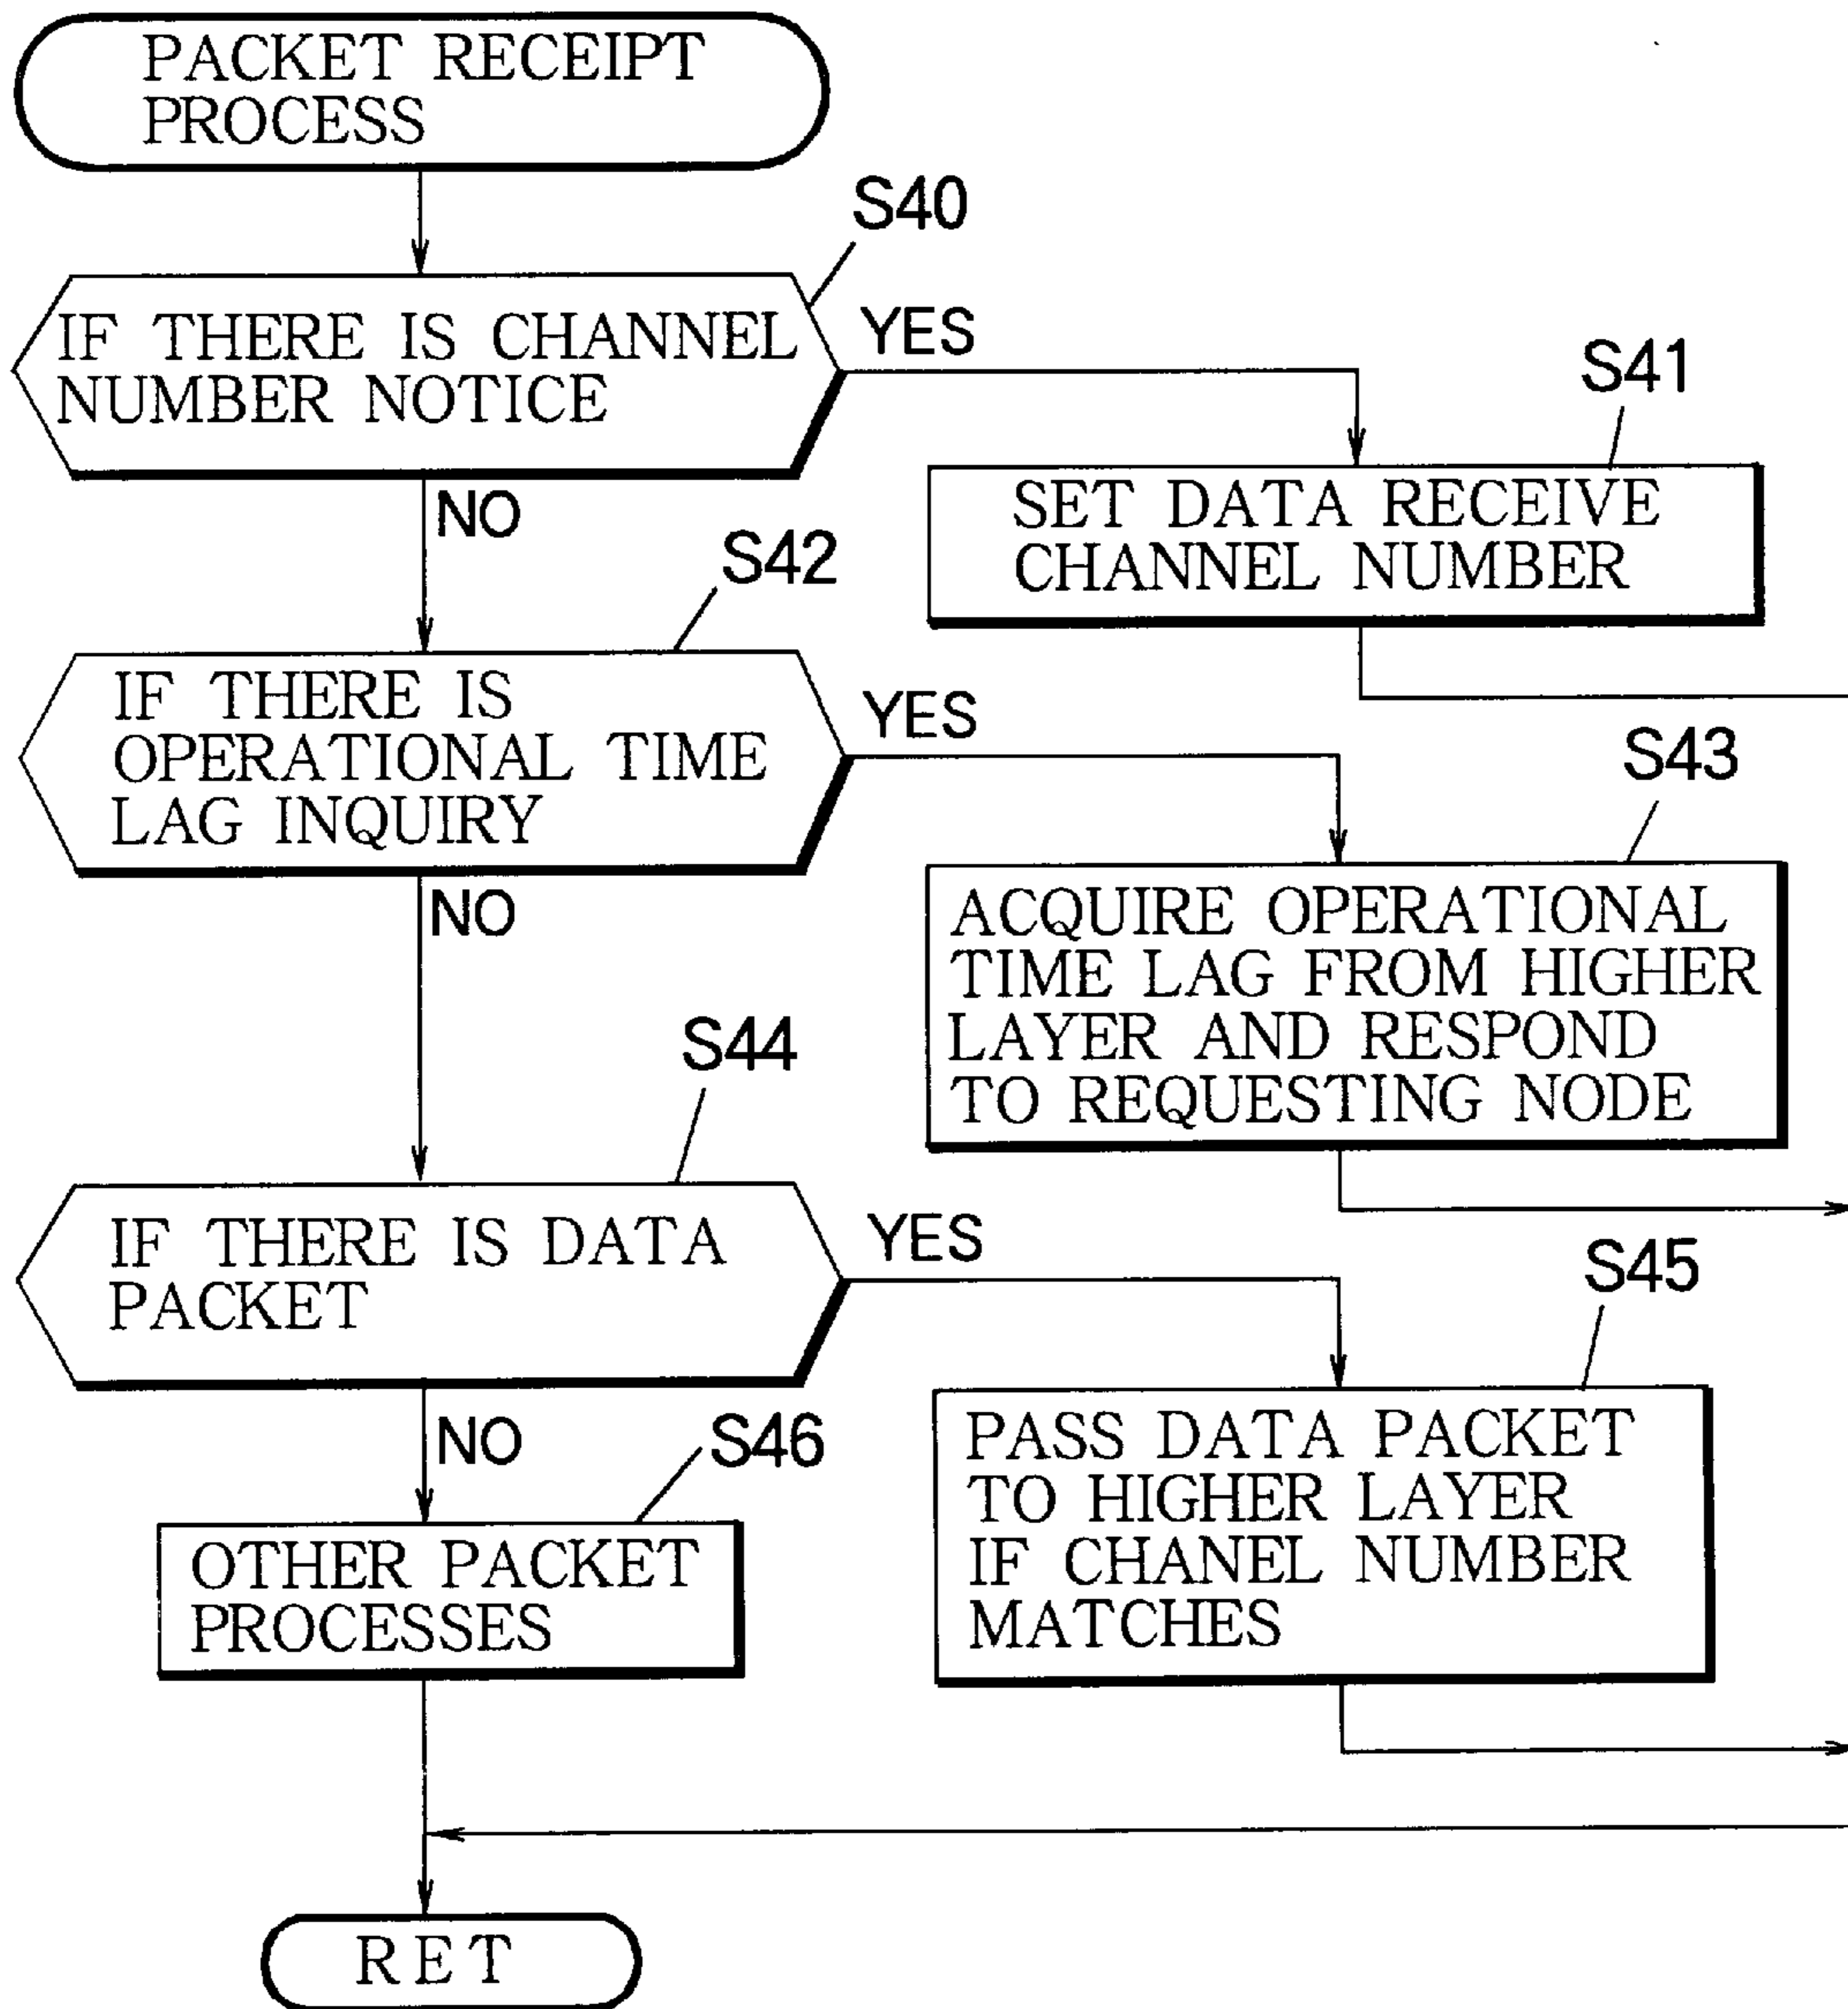 PACKET RECEIPT
PROCESS
S40
IF THERE IS CHANNEL
NUMBER NOTICE
YES
S41
SET DATA RECEIVE
CHANNEL NUMBER
NO
S42
IF THERE IS
OPERATIONAL TIME
LAG INQUIRY
YES
S43
ACQUIRE OPERATIONAL
TIME LAG FROM HIGHER
LAYER AND RESPOND
TO REQUESTING NODE
NO
S44
IF THERE IS DATA
PACKET
YES
S45
PASS DATA PACKET
TO HIGHER LAYER
IF CHANEL NUMBER
MATCHES
NO
S46
OTHER PACKET
PROCESSES
RET